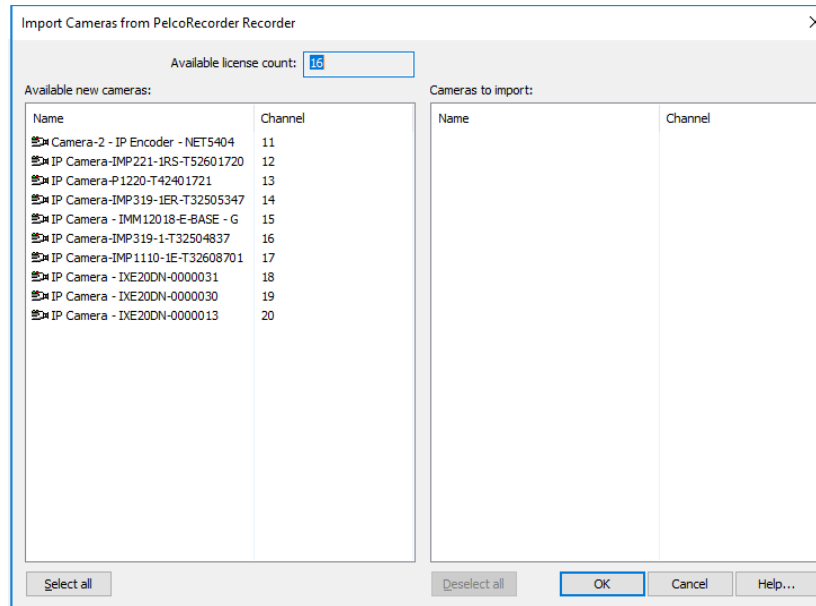 Import Cameras from PelcoRecorder Recorder
Available license count: 16
Available new cameras:
Name Channel
Camera-2 - IP Encoder - NET5404 11
IP Camera-IMP221-1RS-T52601720 12
IP Camera-P1220-T42401721 13
IP Camera-IMP319-1ER-T32505347 14
IP Camera - IMM12018-E-BASE - G 15
IP Camera-IMP319-1-T32504837 16
IP Camera-IMP1110-1E-T32608701 17
IP Camera - IXE20DN-0000031 18
IP Camera - IXE20DN-0000030 19
IP Camera - IXE20DN-0000013 20
Select all
Cameras to import:
Name Channel
Deselect all
OK
Cancel
Help...